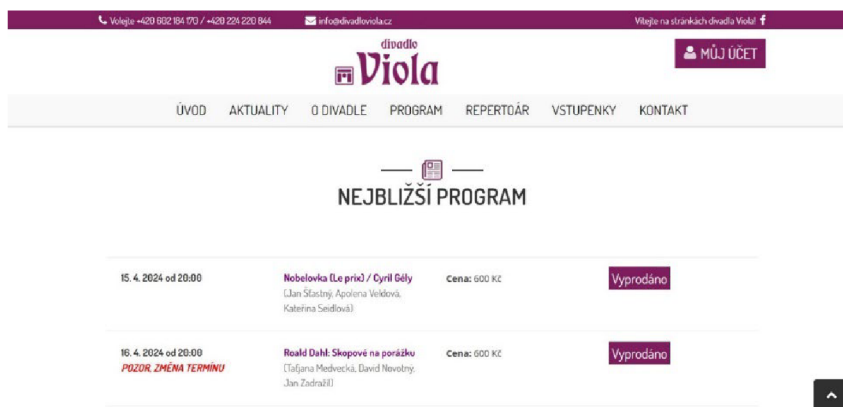 Volejte +420 602 184 170 / +420 224 220 844
info@divadloviola.cz
Vítejte na stránkách divadla Viola!
divadlo
Viola
MŮJ ÚČET
ÚVOD AKTUALITY O DIVADLE PROGRAM REPERTOÁR VSTUPENKY KONTAKT
NEJBLIŽŠÍ PROGRAM
15. 4. 2024 od 20:00
Nobelovka (Le prix) / Cyril Gély
(Jan Šťastný, Apolena Veldová,
Kateřina Seidlová)
Cena: 600 Kč
Vyprodáno
16. 4. 2024 od 20:00
POZOR, ZMĚNA TERMÍNU
Roald Dahl: Skopové na porážku
(Taťjana Medvecká, David Novotný,
Jan Zadražil)
Cena: 600 Kč
Vyprodáno